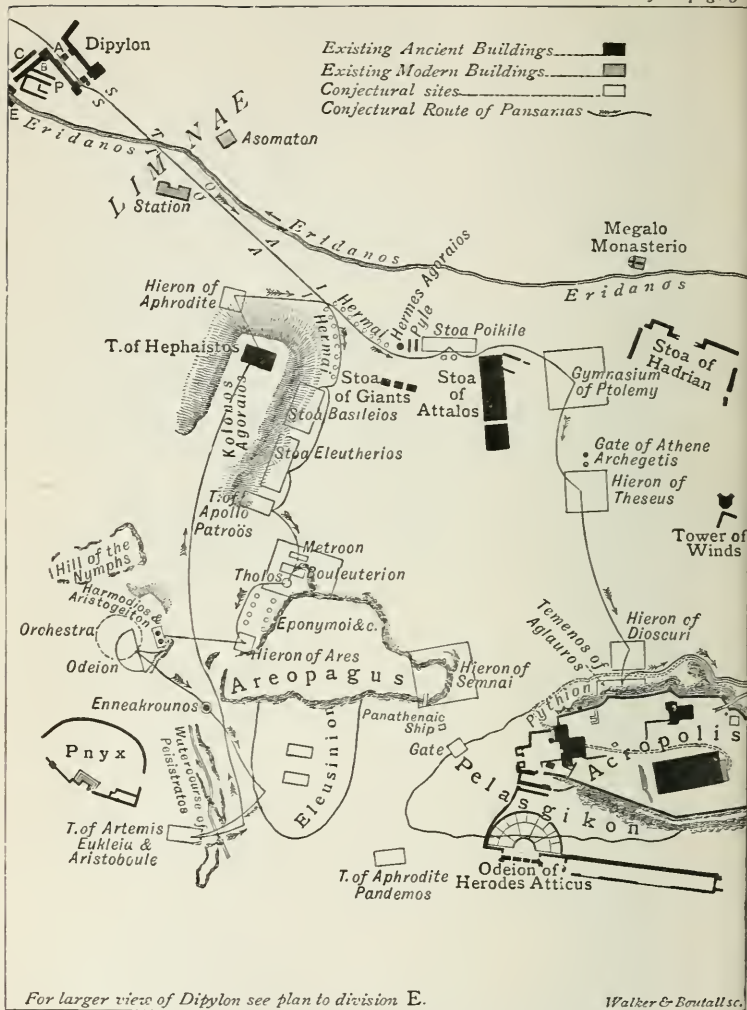 Existing Ancient Buildings
Existing Modern Buildings
Conjectural sites
Conjectural Route of Pausanias
Dipylon
C
A
B
P
E
S
S
S
T
T
O
A
A
I
Eridanos
LIMNAE
Asomaton
Station
Eridanos
Megalo
Monasterio
Eridanos
Hieron of
Aphrodite
Hermai
Hermai
Hermes Agoraios
Pyle
Stoa Poikile
T. of Hephaistos
Kolonos
Agoraios
Stoa
of Giants
Stoa
of
Attalos
Gymnasium
of Ptolemy
Stoa of
Hadrian
Stoa Basileios
Stoa Eleutherios
Gate of Athene
Archegetis
Hieron of
Theseus
T. of
Apollo
Patroös
Tower of
Winds
Hill of the
Nymphs
Metroon
Tholos
Bouleuterion
Harmodios &
Aristogeiton
Orchestra
Odeion
Eponymoi &c.
Hieron of Ares
Areopagus
Hieron of
Semnai
Temenos of
Aglauros
Hieron of
Dioscuri
Pythion
Panathenaic
Ship
Enneakrounos
Gate
Acropolis
Pelasgikon
Pnyx
Watercourse of
Peisistratos
Eleusinion
T. of Artemis
Eukleia &
Aristoboule
T. of Aphrodite
Pandemos
Odeion of
Herodes Atticus
For larger view of Dipylon see plan to division E.
Walker & Boutall sc.